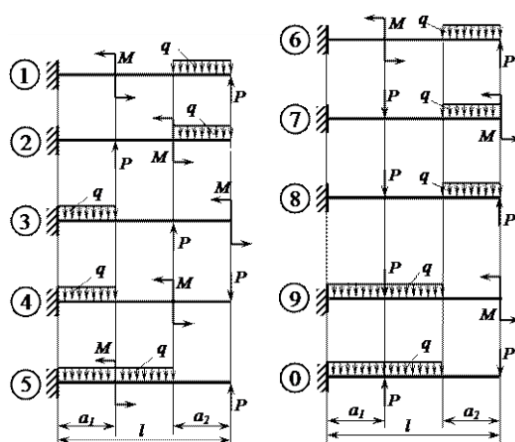 1 M q P
2 P M q
3 q P M
4 q M P
5 M q P
a₁ a₂
l
6 M q P
7 P q M
8 P q P
9 P q M
0 P q P
a₁ a₂
l